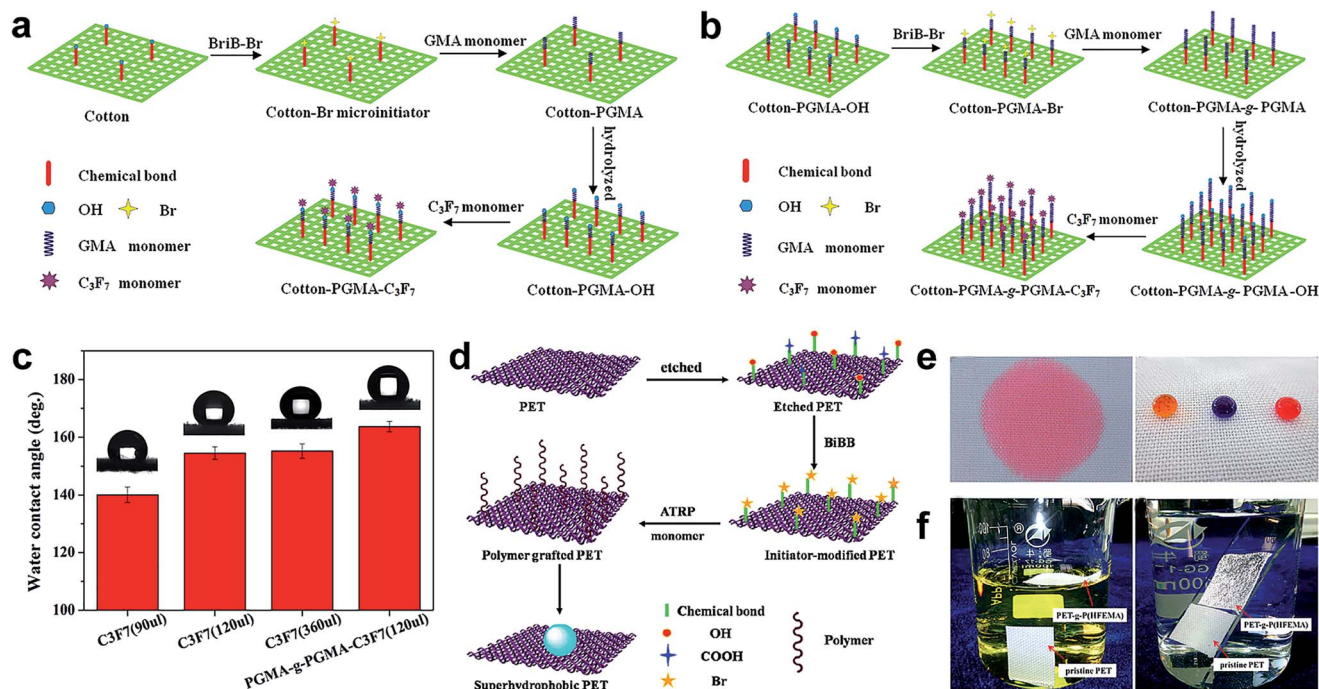 a
BriB-Br
GMA monomer
Cotton
Cotton-Br microinitiator
Cotton-PGMA
hydrolyzed
Chemical bond
OH
Br
GMA monomer
C₃F₇ monomer
C₃F₇ monomer
Cotton-PGMA-C₃F₇
Cotton-PGMA-OH
b
BriB-Br
GMA monomer
Cotton-PGMA-OH
Cotton-PGMA-Br
Cotton-PGMA-g- PGMA
hydrolyzed
Chemical bond
OH
Br
GMA monomer
C₃F₇ monomer
C₃F₇ monomer
Cotton-PGMA-g-PGMA-C₃F₇
Cotton-PGMA-g- PGMA-OH
c
Water contact angle (deg.)
180
160
140
120
100
C3F7(90ul)
C3F7(120ul)
C3F7(360ul)
PGMA-g-PGMA-C3F7(120ul)
d
etched
PET
Etched PET
BiBB
ATRP
monomer
Polymer grafted PET
Initiator-modified PET
Superhydrophobic PET
Chemical bond
OH
COOH
Br
Polymer
e
f
PET-g-P(HFEMA)
pristine PET
PET-g-P(HFEMA)
pristine PET